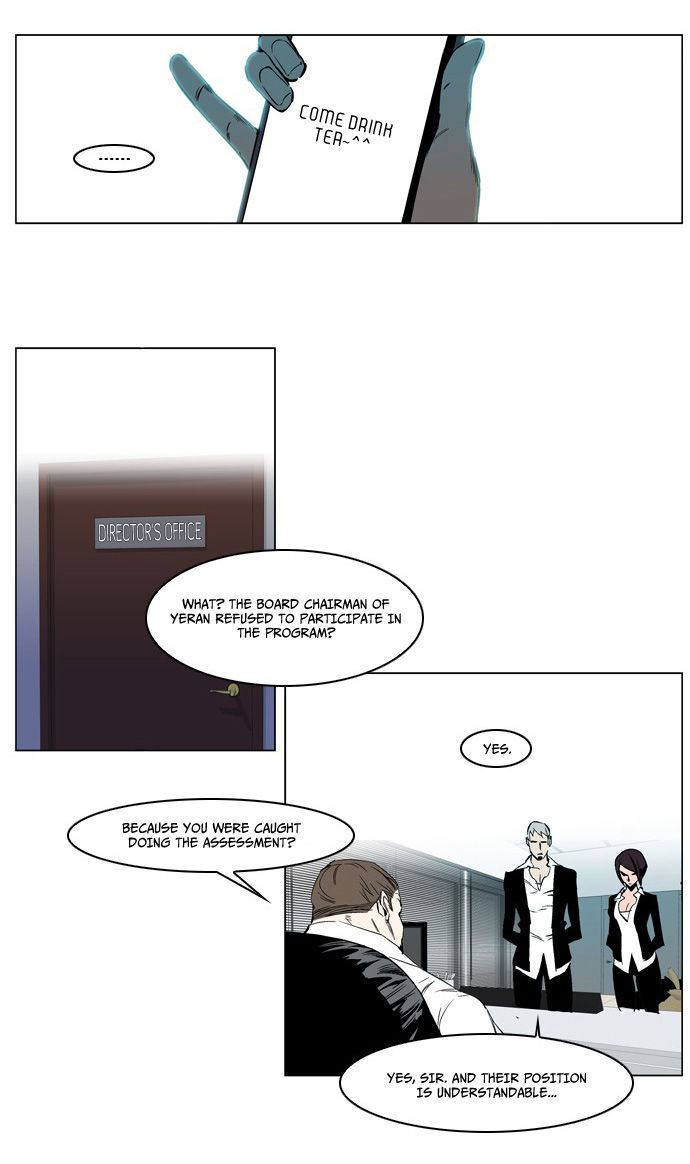 COME DRINK
TEA~^^
------
DIRECTOR'S OFFICE
WHAT? THE BOARD CHAIRMAN OF
YERAN REFUSED TO PARTICIPATE IN
THE PROGRAM?
YES.
BECAUSE YOU WERE CAUGHT
DOING THE ASSESSMENT?
YES, SIR. AND THEIR POSITION
IS UNDERSTANDABLE...